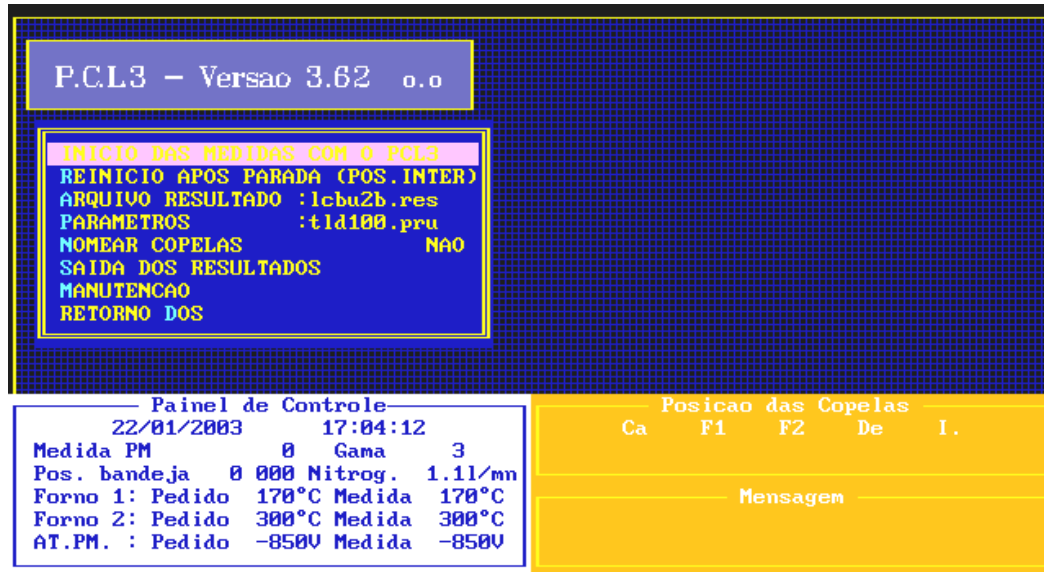 P.C.L3 – Versao 3.62 o.o
INICIO DAS MEDIDAS COM O PCL3
REINICIO APOS PARADA (POS.INTER)
ARQUIVO RESULTADO :lcbu2b.res
PARAMETROS :tld100.pru
NOMEAR COPELAS NAO
SAIDA DOS RESULTADOS
MANUTENCAO
RETORNO DOS
Painel de Controle
22/01/2003 17:04:12
Medida PM 0 Gama 3
Pos. bandeja 0 000 Nitrog. 1.1l/mn
Forno 1: Pedido 170°C Medida 170°C
Forno 2: Pedido 300°C Medida 300°C
AT.PM. : Pedido -850V Medida -850V
Posicao das Copelas
Ca F1 F2 De I.
Mensagem